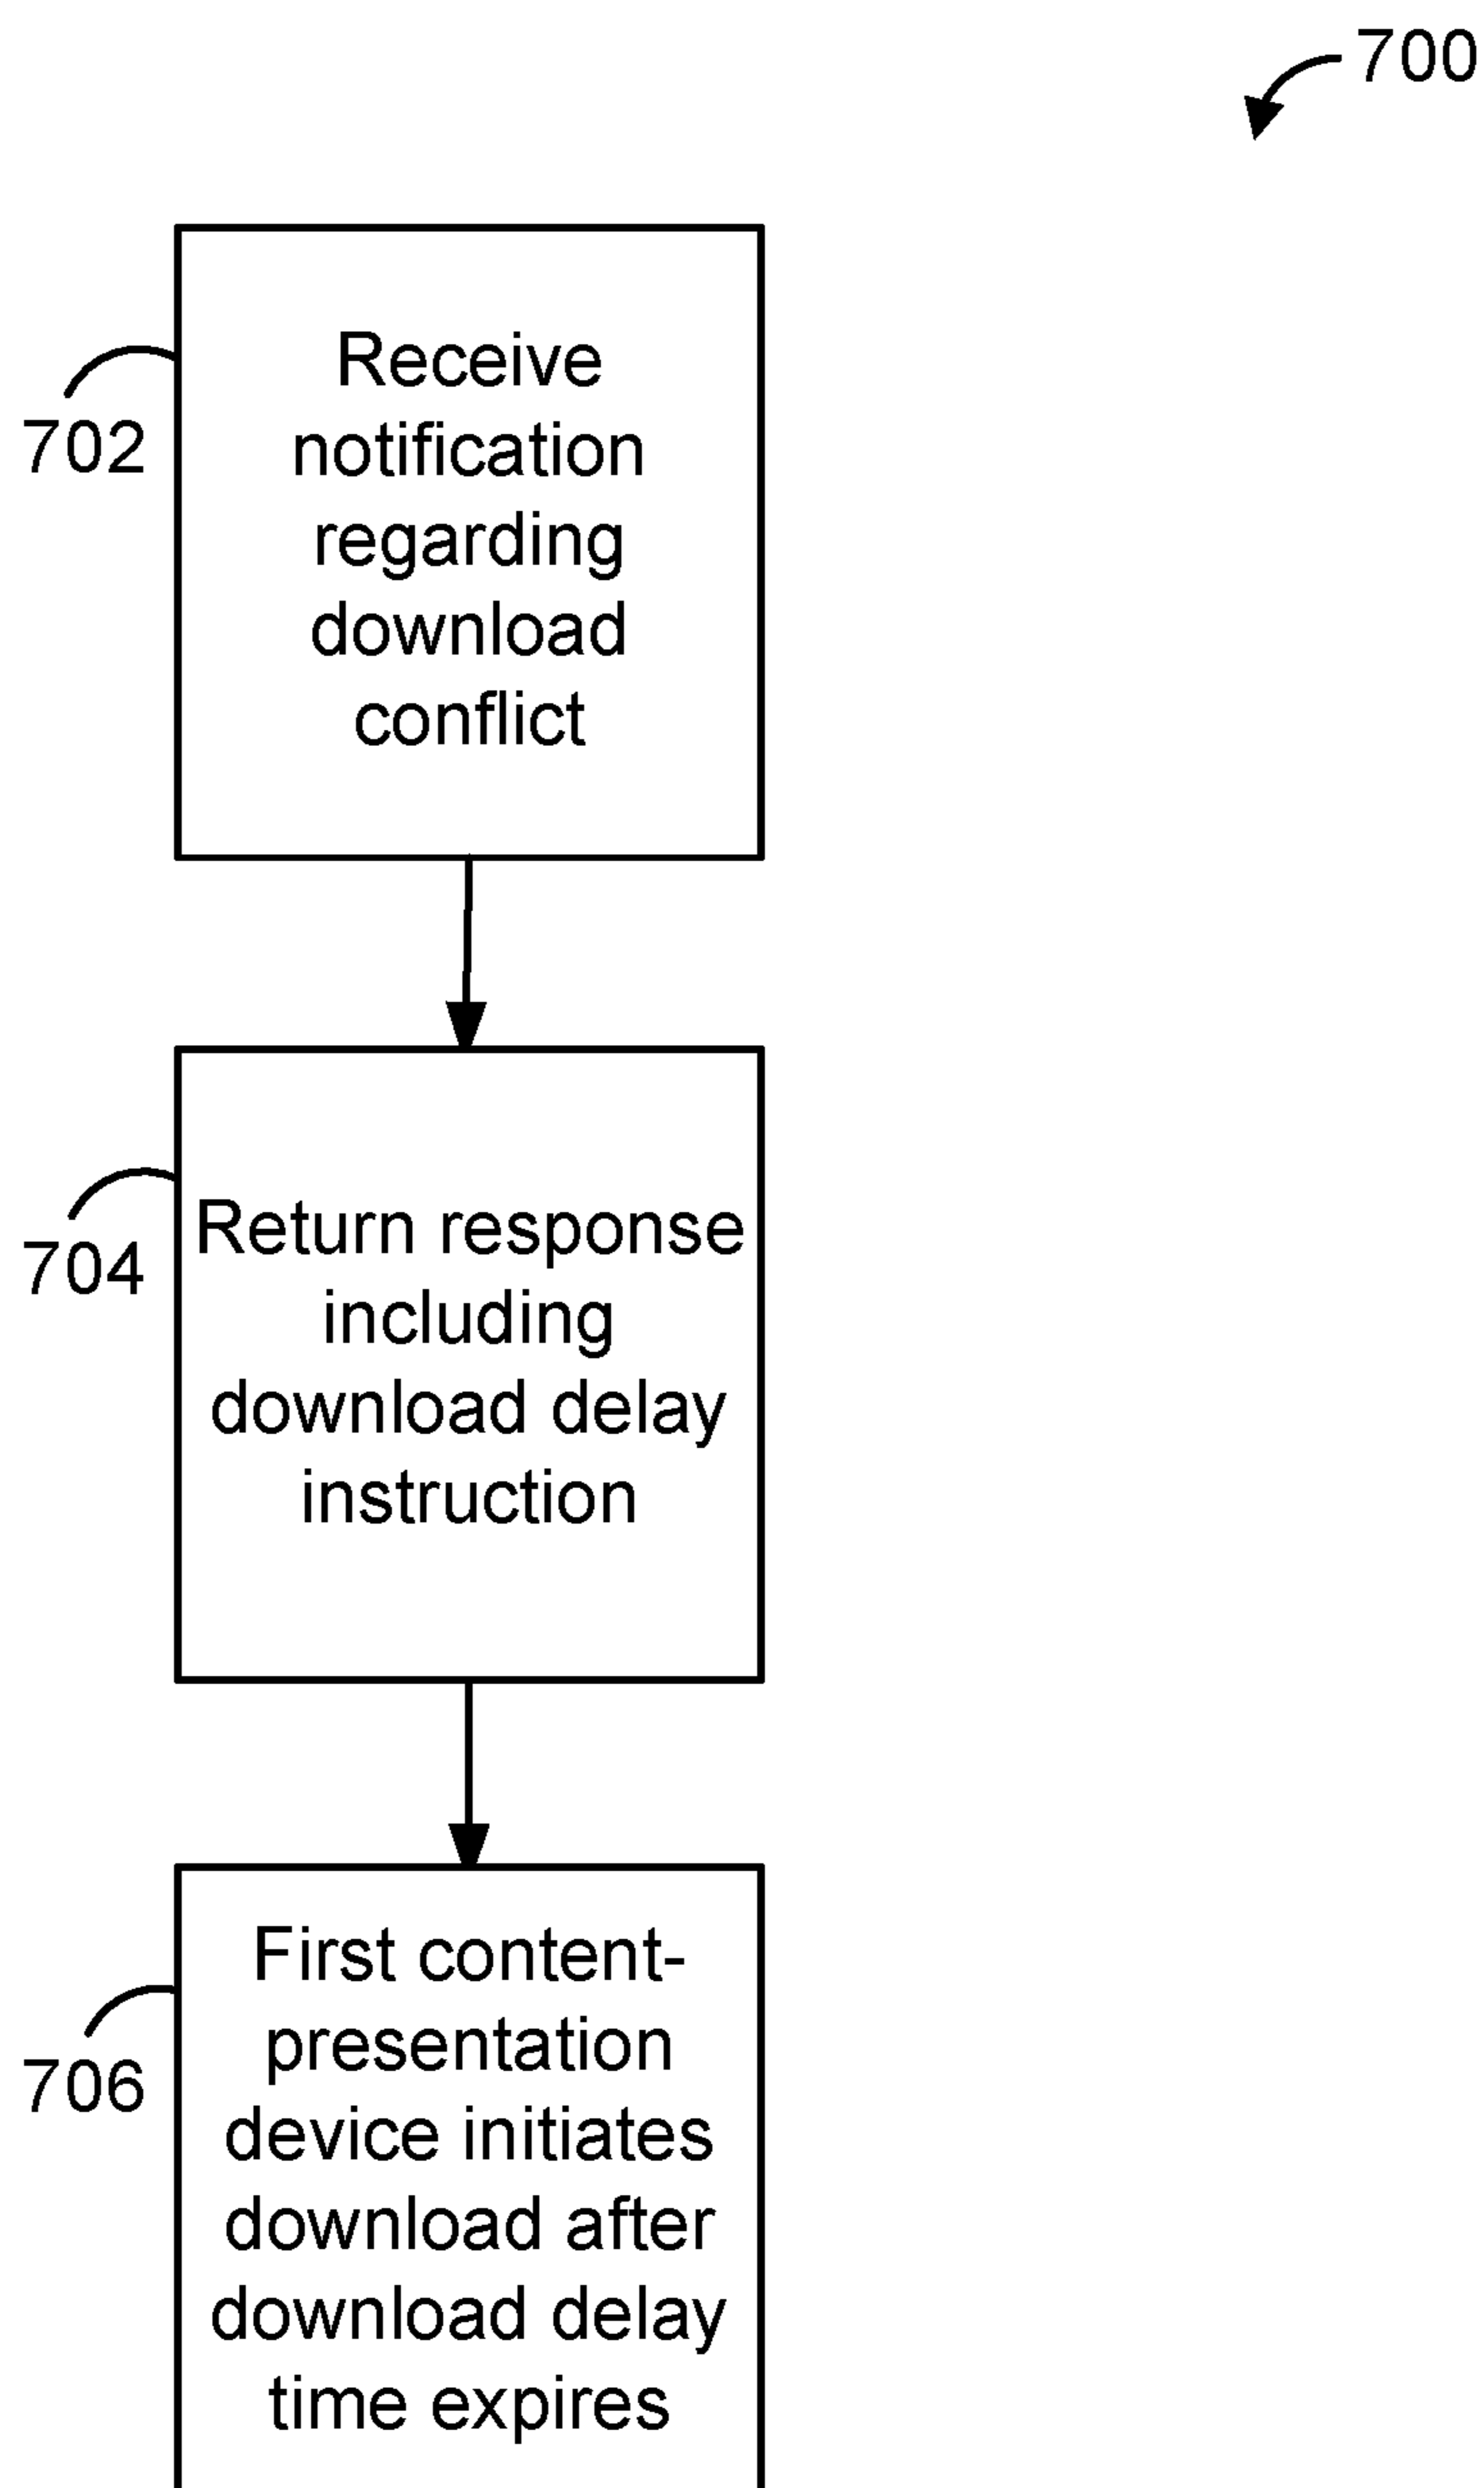 700
702
Receive
notification
regarding
download
conflict
704
Return response
including
download delay
instruction
706
First content-
presentation
device initiates
download after
download delay
time expires